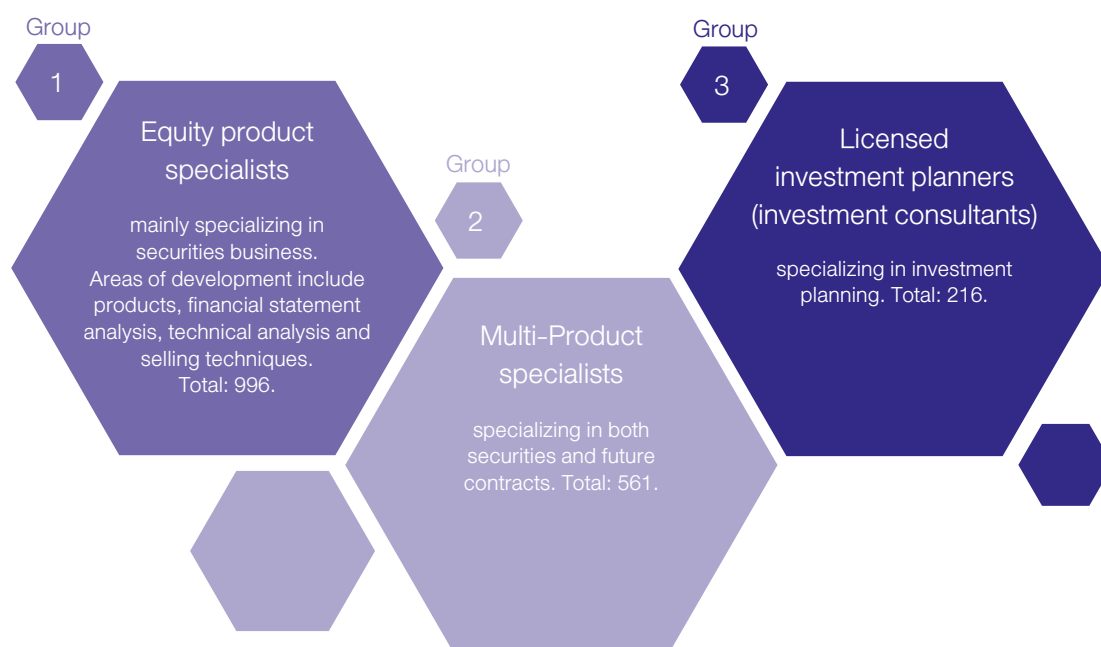 Group
1
Equity product
specialists
mainly specializing in
securities business.
Areas of development include
products, financial statement
analysis, technical analysis and
selling techniques.
Total: 996.
Group
2
Multi-Product
specialists
specializing in both
securities and future
contracts. Total: 561.
Group
3
Licensed
investment planners
(investment consultants)
specializing in investment
planning. Total: 216.